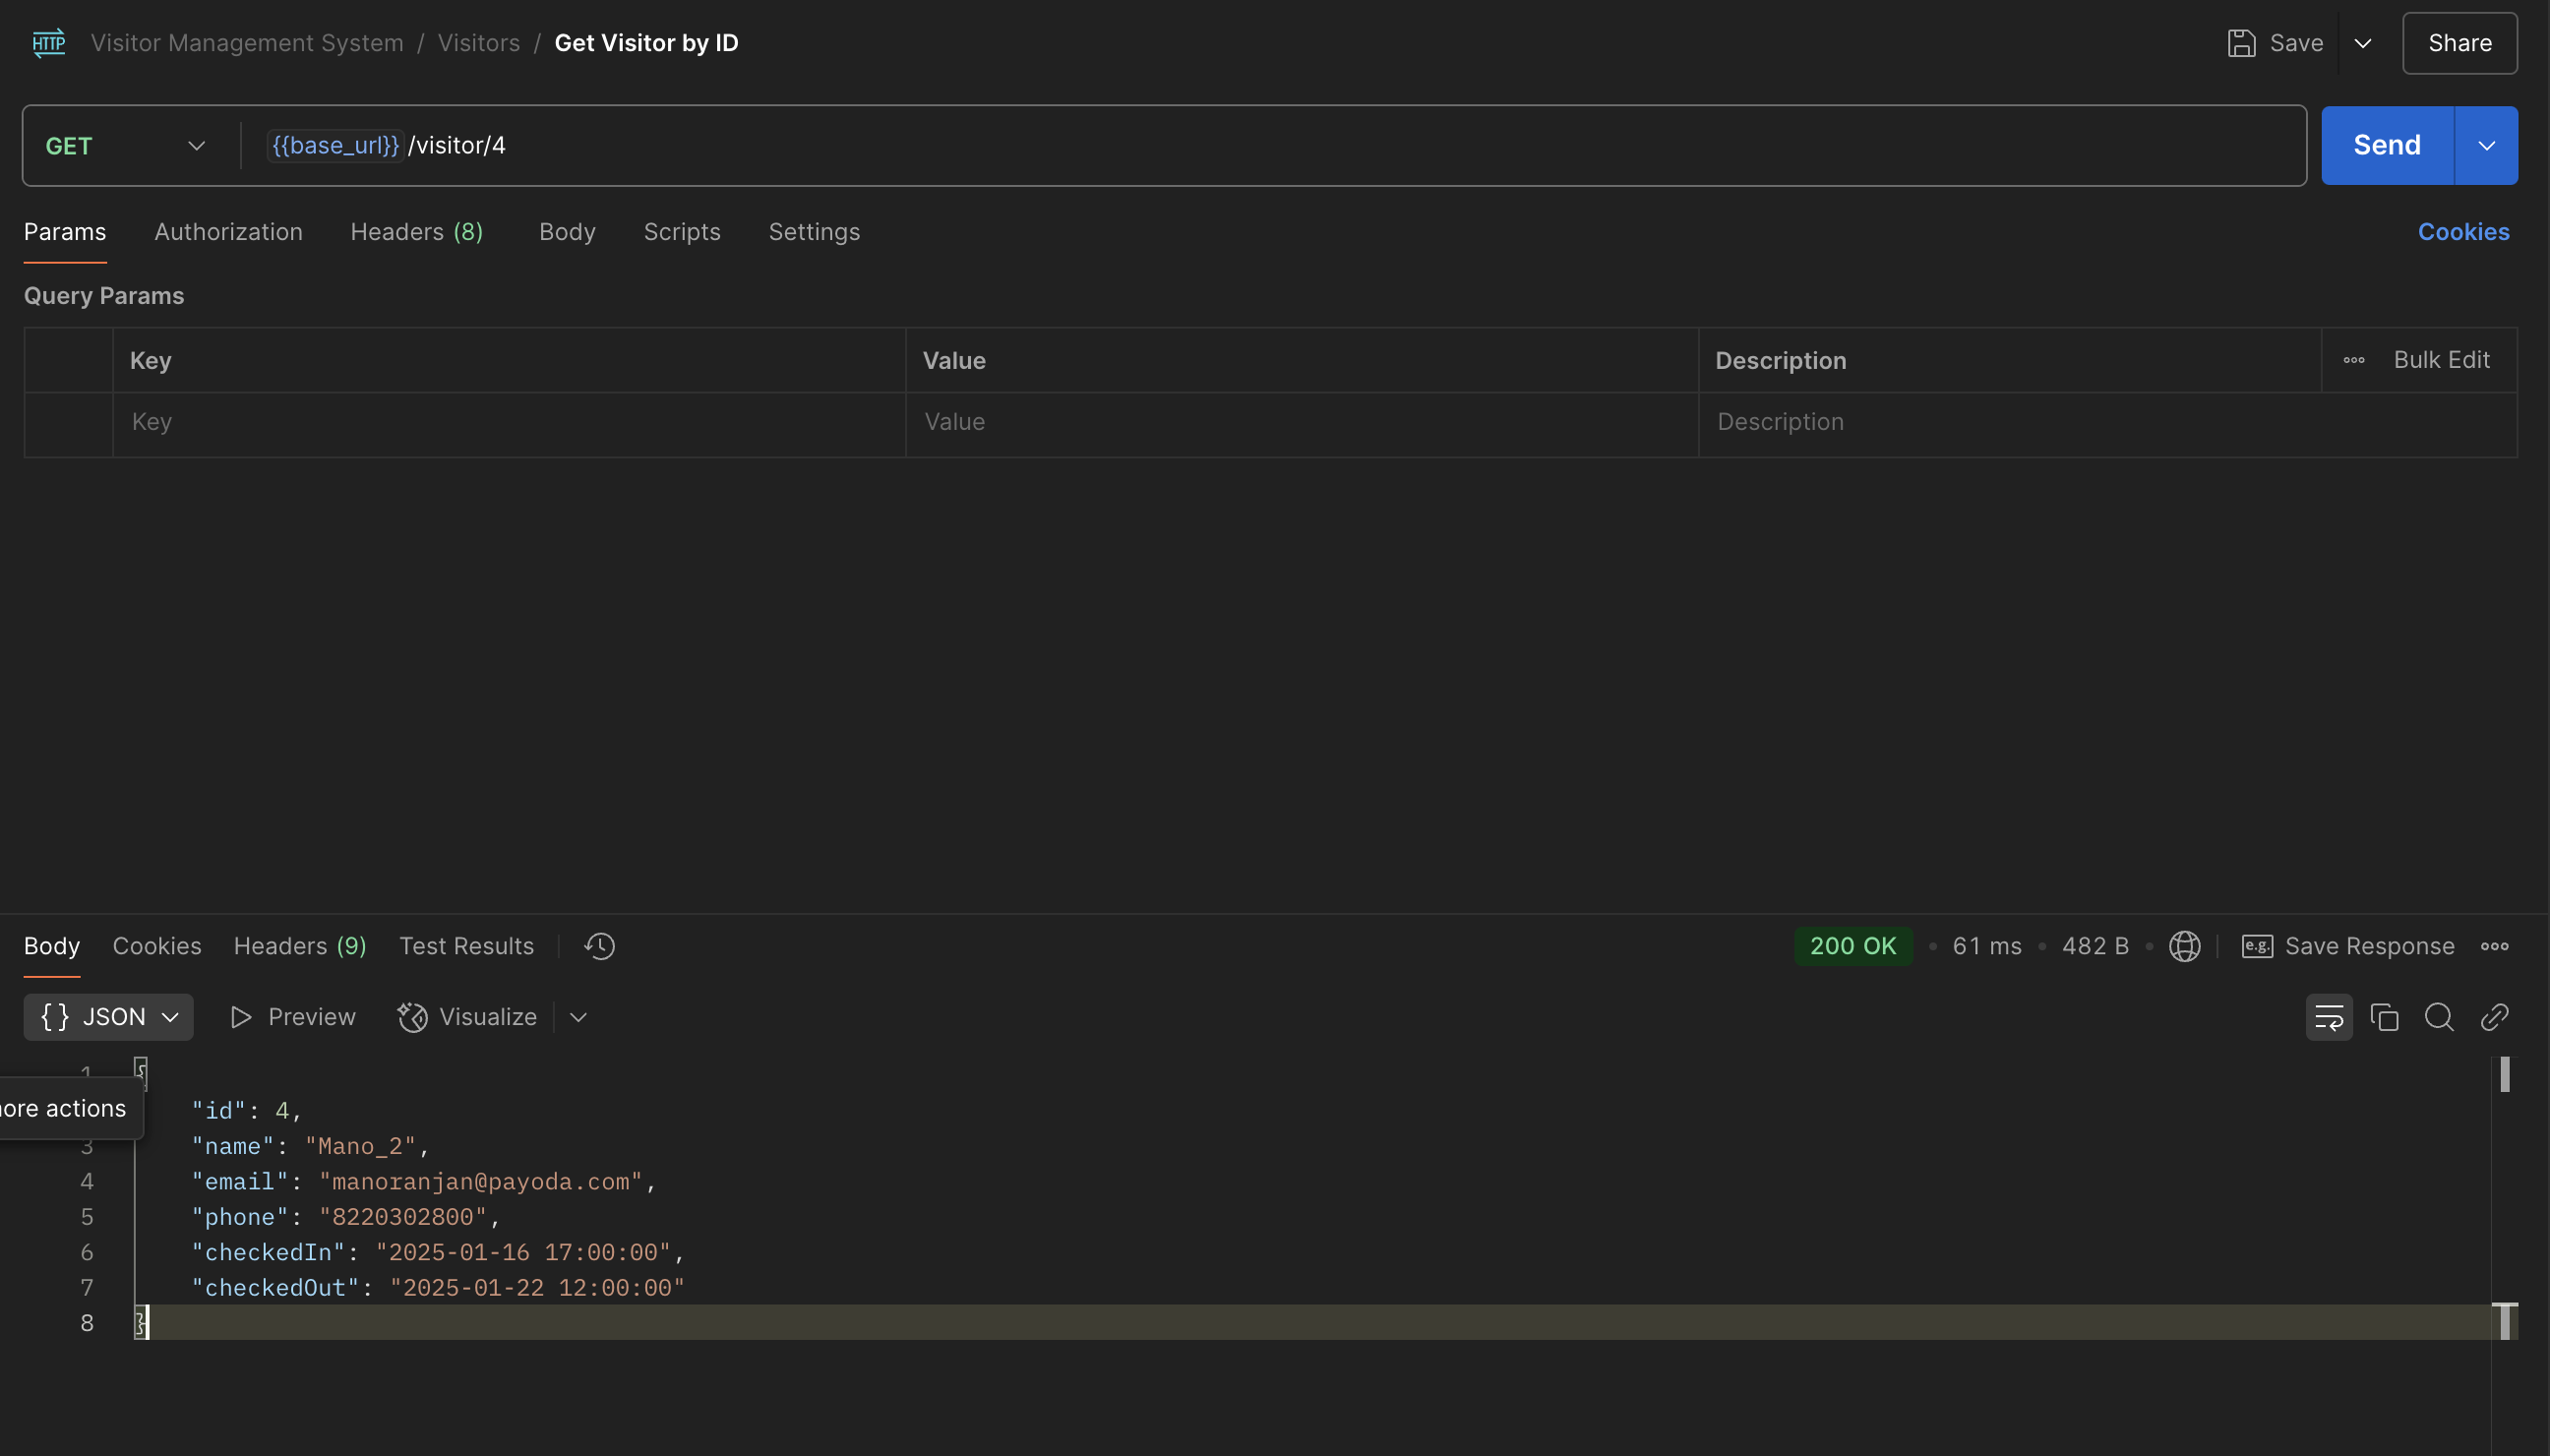 HTTP Visitor Management System / Visitors / Get Visitor by ID Save Share
GET {{base_url}}/visitor/4 Send
Params Authorization Headers (8) Body Scripts Settings Cookies
Query Params
Key Value Description Bulk Edit
Key Value Description
Body Cookies Headers (9) Test Results 200 OK • 61 ms • 482 B • e.g. Save Response
{} JSON Preview Visualize
1 {
ore actions "id": 4,
3 "name": "Mano_2",
4 "email": "manoranjan@payoda.com",
5 "phone": "8220302800",
6 "checkedIn": "2025-01-16 17:00:00",
7 "checkedOut": "2025-01-22 12:00:00"
8 }